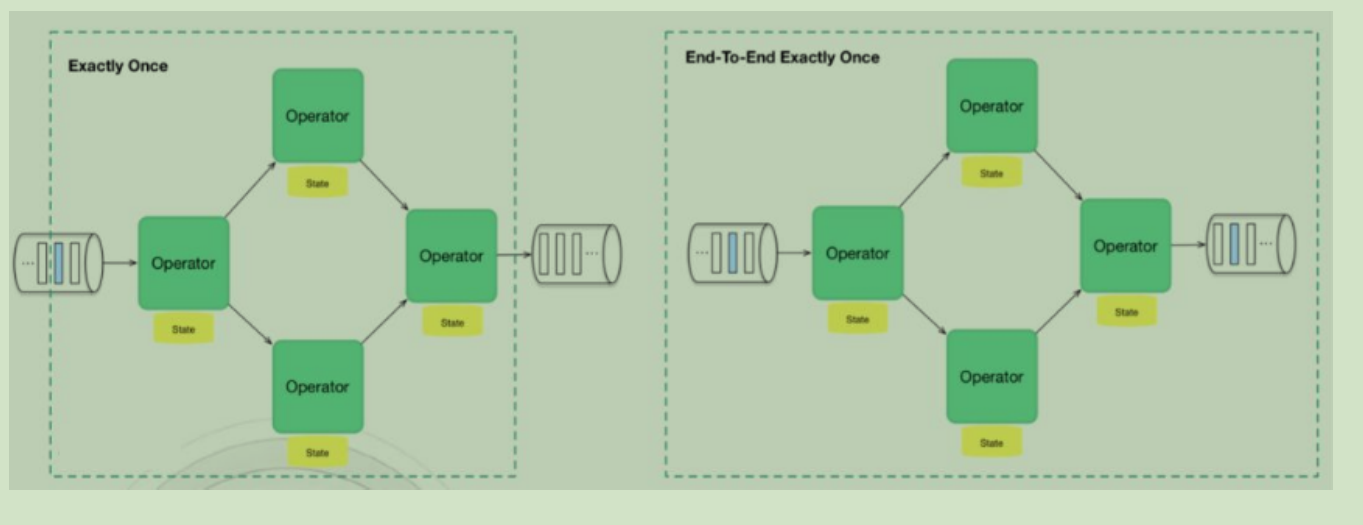 Exactly Once
Operator
State
Operator
State
Operator
State
Operator
State
...
...
End-To-End Exactly Once
Operator
State
Operator
State
Operator
State
Operator
State
...
...